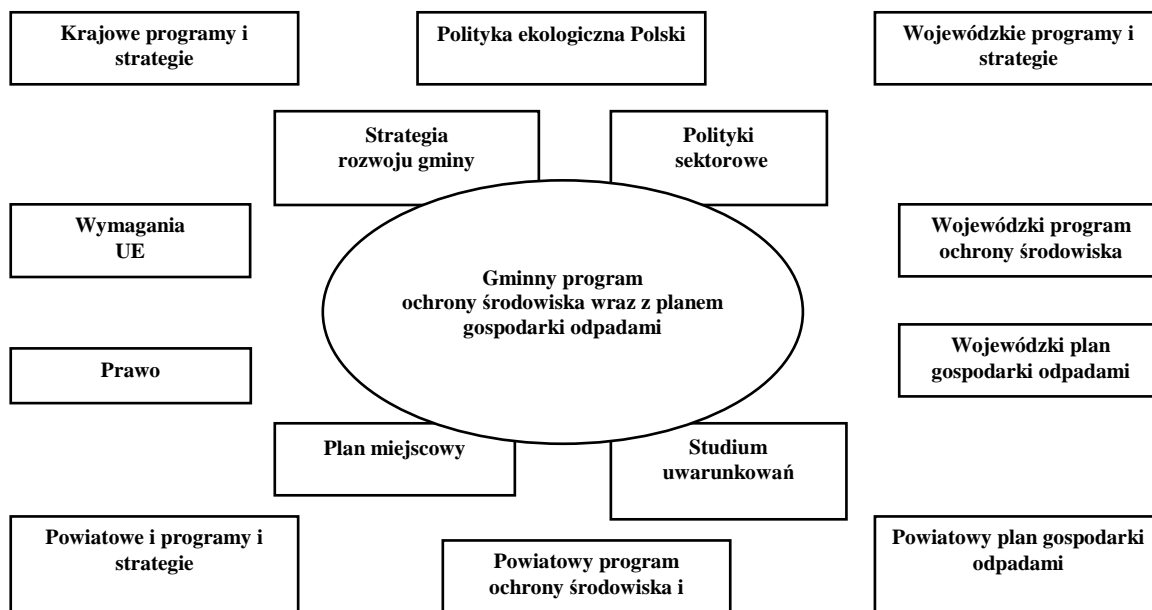 Krajowe programy i
strategie
Polityka ekologiczna Polski
Wojewódzkie programy i
strategie
Strategia
rozwoju gminy
Polityki
sektorowe
Wymagania
UE
Wojewódzki program
ochrony środowiska
Gminny program
ochrony środowiska wraz z planem
gospodarki odpadami
Prawo
Wojewódzki plan
gospodarki odpadami
Plan miejscowy
Studium
uwarunkowań
Powiatowe i programy i
strategie
Powiatowy program
ochrony środowiska i
Powiatowy plan gospodarki
odpadami